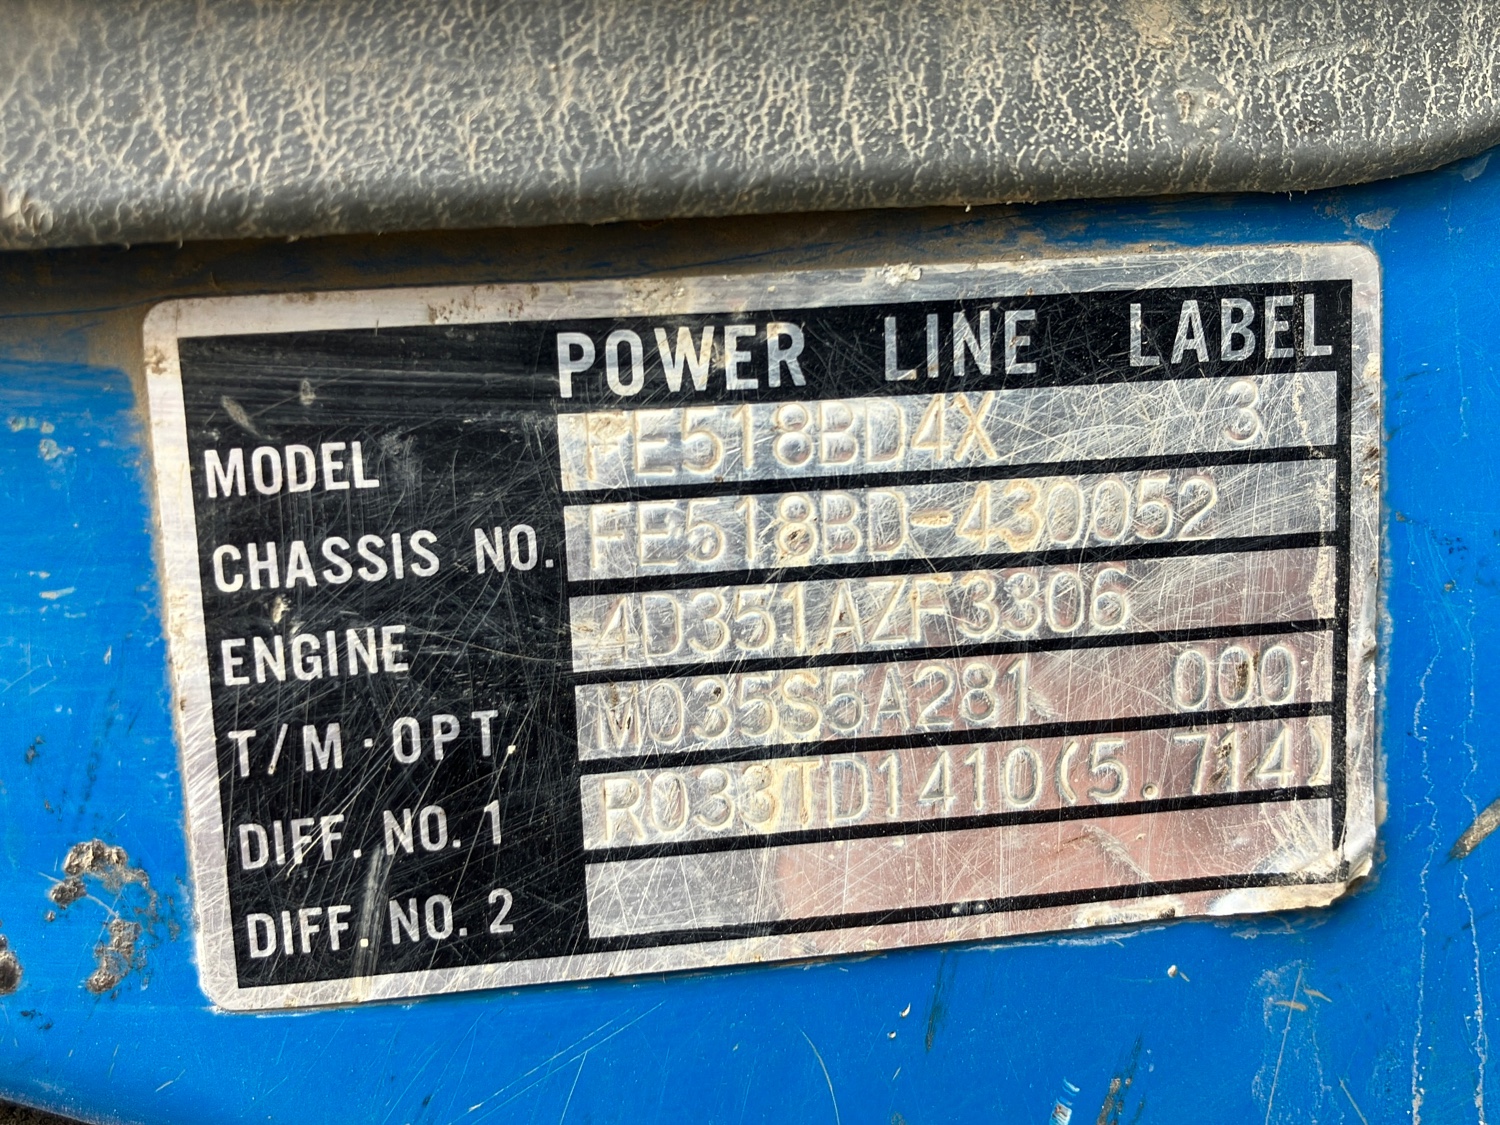 POWER LINE LABEL
MODEL FE518BD4X 3
CHASSIS NO. FE518BD-430052
ENGINE 4D351AZF3306
T/M·OPT. M035S5A281 000
DIFF. NO. 1 R033TD1410(5.714)
DIFF. NO. 2